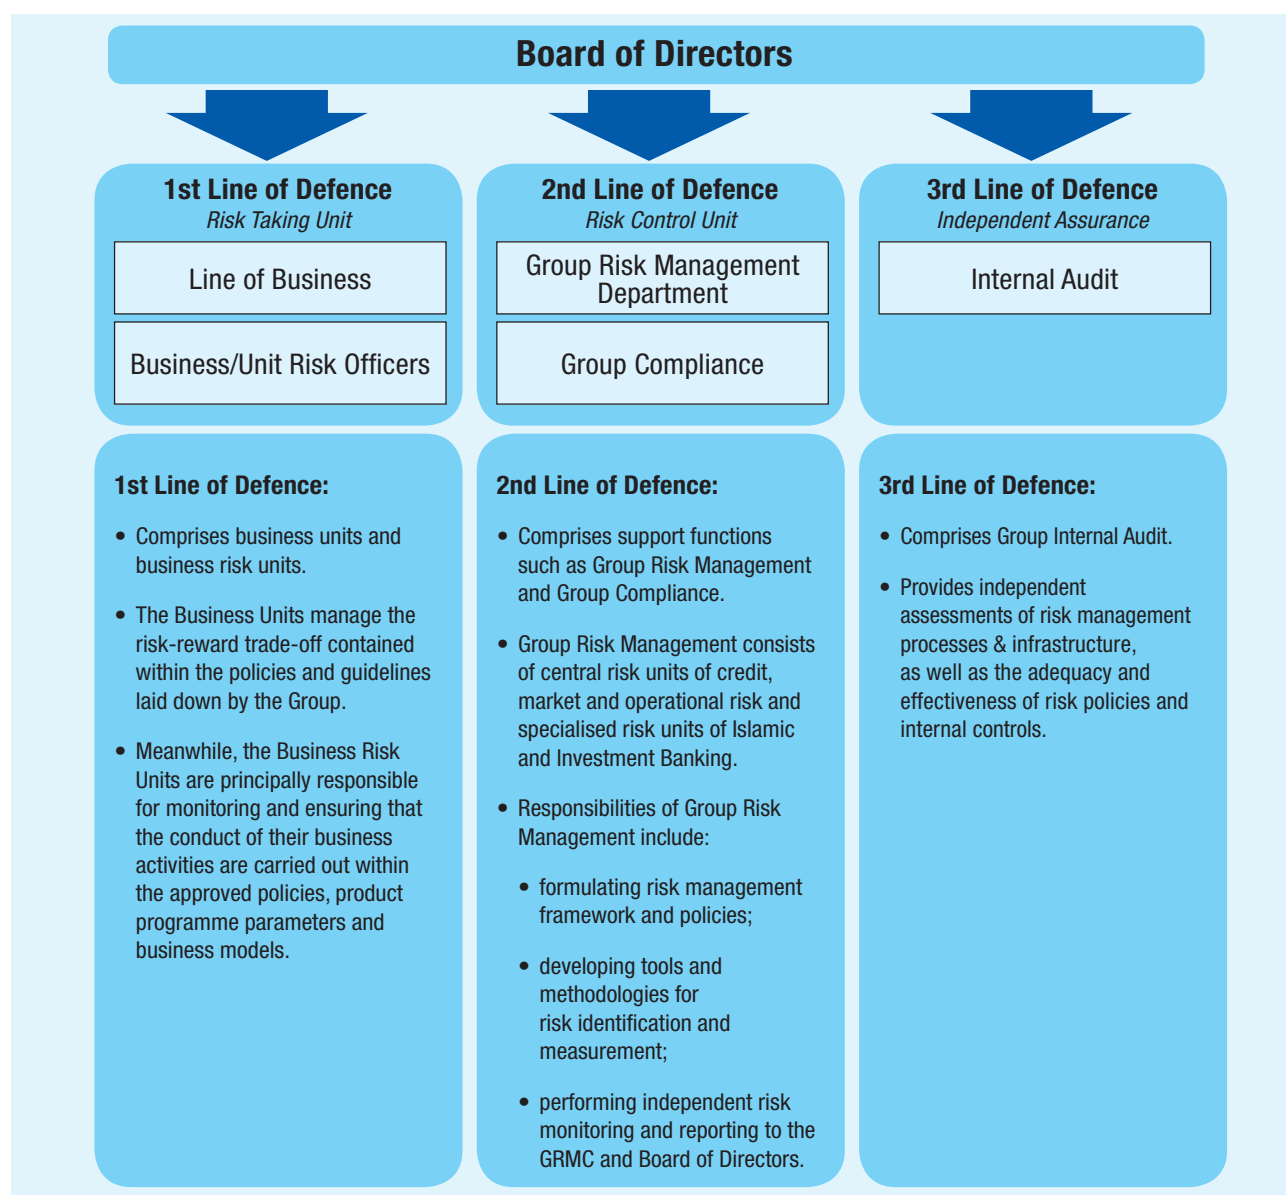 Board of Directors
1st Line of Defence
Risk Taking Unit
Line of Business
Business/Unit Risk Officers
2nd Line of Defence
Risk Control Unit
Group Risk Management
Department
Group Compliance
3rd Line of Defence
Independent Assurance
Internal Audit
1st Line of Defence:
• Comprises business units and
business risk units.
• The Business Units manage the
risk-reward trade-off contained
within the policies and guidelines
laid down by the Group.
• Meanwhile, the Business Risk
Units are principally responsible
for monitoring and ensuring that
the conduct of their business
activities are carried out within
the approved policies, product
programme parameters and
business models.
2nd Line of Defence:
• Comprises support functions
such as Group Risk Management
and Group Compliance.
• Group Risk Management consists
of central risk units of credit,
market and operational risk and
specialised risk units of Islamic
and Investment Banking.
• Responsibilities of Group Risk
Management include:
• formulating risk management
framework and policies;
• developing tools and
methodologies for
risk identification and
measurement;
• performing independent risk
monitoring and reporting to the
GRMC and Board of Directors.
3rd Line of Defence:
• Comprises Group Internal Audit.
• Provides independent
assessments of risk management
processes & infrastructure,
as well as the adequacy and
effectiveness of risk policies and
internal controls.